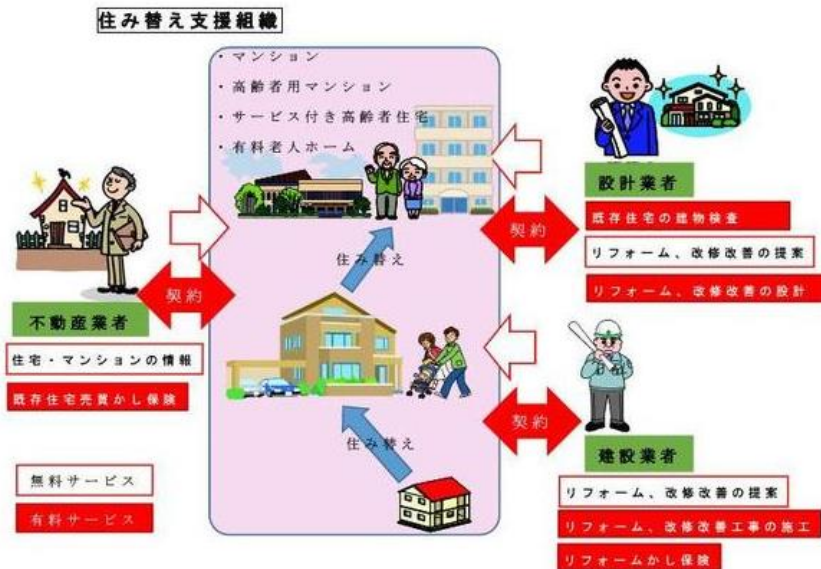 住み替え支援組織
・マンション
・高齢者用マンション
・サービス付き高齢者住宅
・有料老人ホーム
設計業者
既存住宅の建物検査
リフォーム、改修改善の提案
リフォーム、改修改善の設計
契約
住み替え
契約
不動産業者
住宅・マンションの情報
既存住宅売買かし保険
契約
住み替え
建設業者
リフォーム、改修改善の提案
リフォーム、改修改善工事の施工
リフォームかし保険
無料サービス
有料サービス